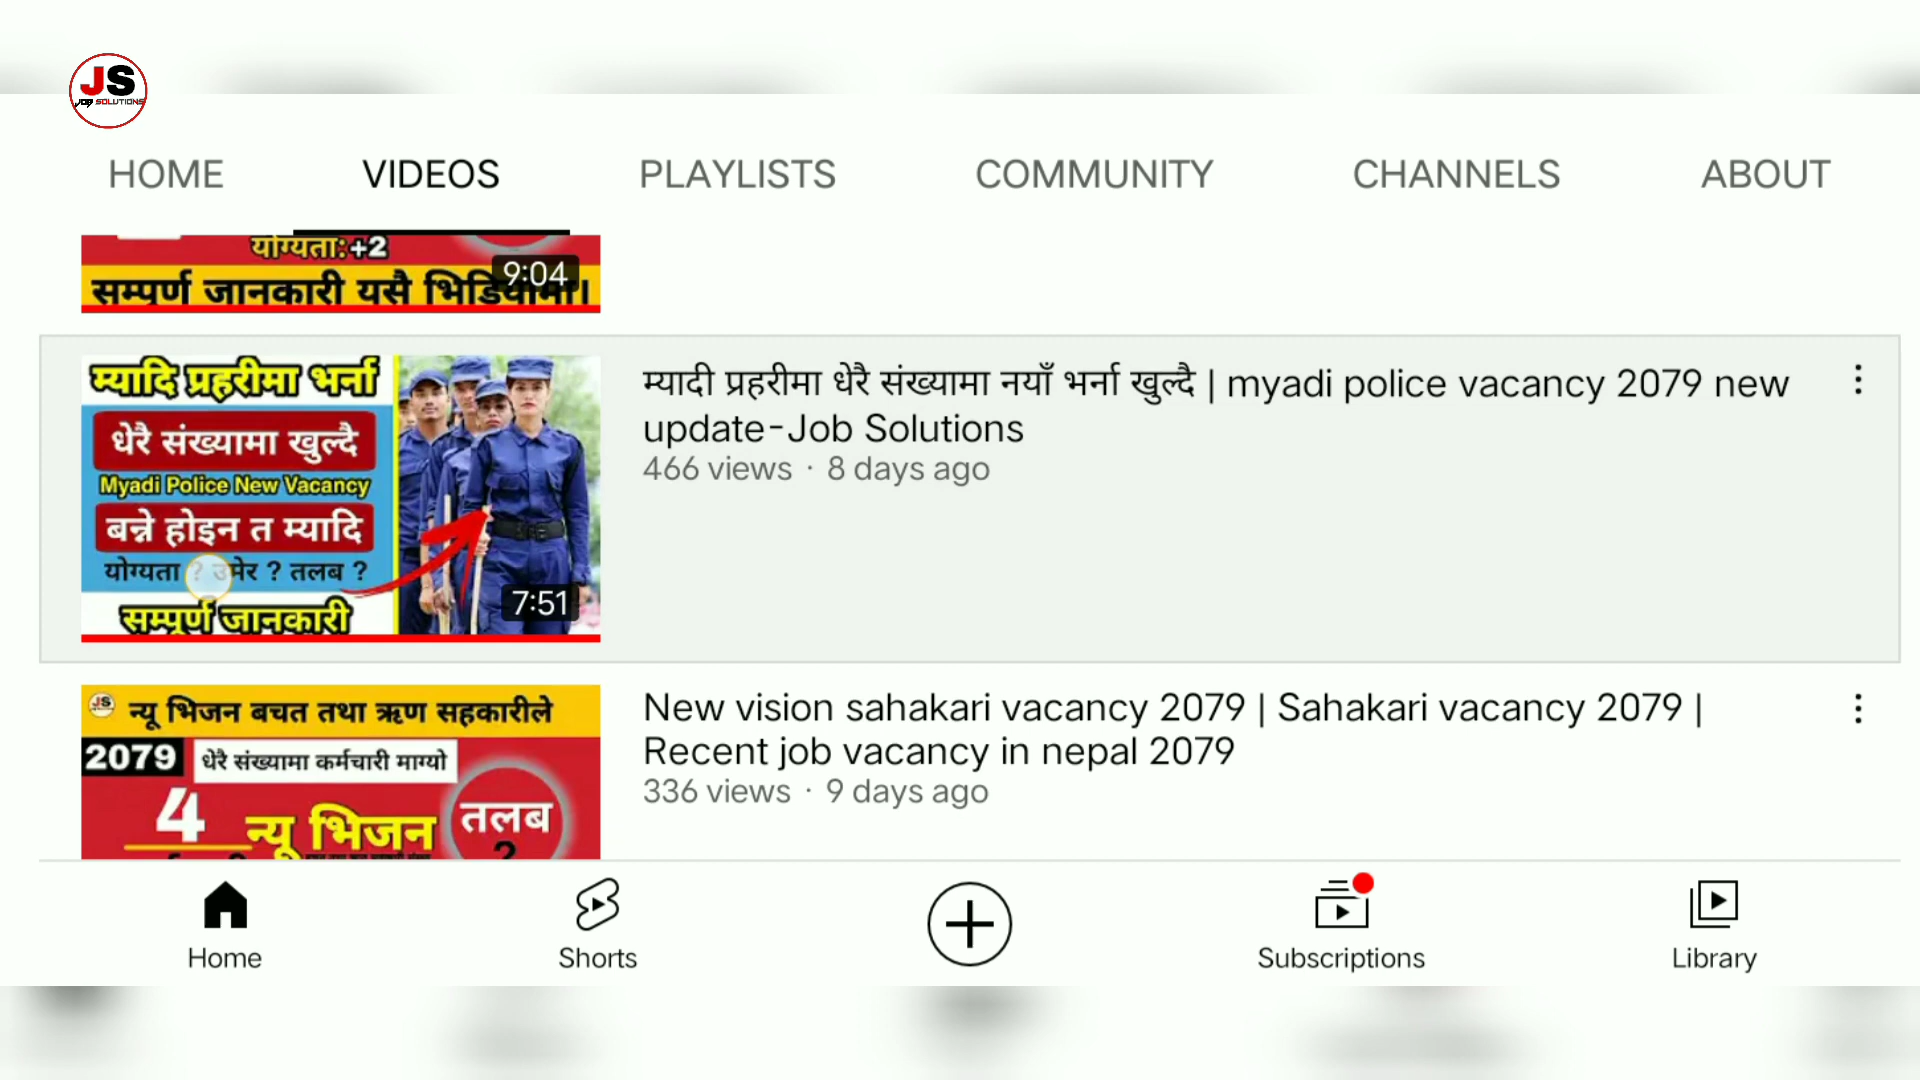 JS
JOB SOLUTIONS
HOME VIDEOS PLAYLISTS COMMUNITY CHANNELS ABOUT
योग्यता: +2
सम्पुर्ण जानकारी यसै भिडियोमा।
9:04
म्यादि प्रहरीमा भर्ना
धेरै संख्यामा खुल्दै
Myadi Police New Vacancy
बन्ने होइन त म्यादि
योग्यता ? उमेर ? तलब ?
सम्पूर्ण जानकारी
7:51
म्यादी प्रहरीमा धेरै संख्यामा नयाँ भर्ना खुल्दै | myadi police vacancy 2079 new
update-Job Solutions
466 views · 8 days ago
JS
न्यू भिजन बचत तथा ऋण सहकारीले
2079 धेरै संख्यामा कर्मचारी माग्यो
4 न्यू भिजन तलब
?
New vision sahakari vacancy 2079 | Sahakari vacancy 2079 |
Recent job vacancy in nepal 2079
336 views · 9 days ago
Home Shorts Subscriptions Library